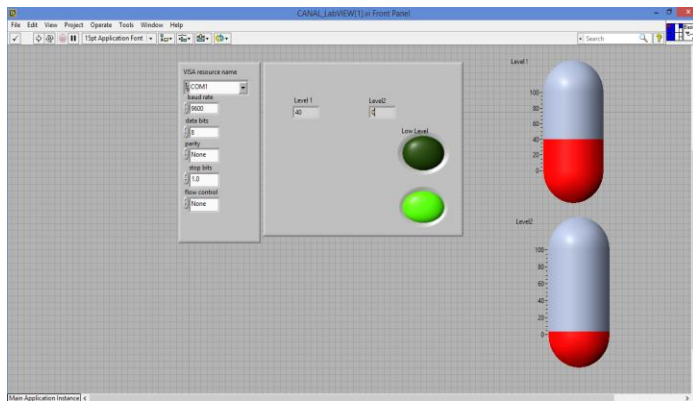 CANAL_LabVIEW[1].vi Front Panel
File Edit View Project Operate Tools Window Help
15pt Application Font
Search
VISA resource name
COM1
baud rate
9600
data bits
8
parity
None
stop bits
1.0
flow control
None
Level 1
40
Level2
Low Level
Level 1
100
80
60
40
20
0
Level2
100
80
60
40
20
0
Main Application Instance